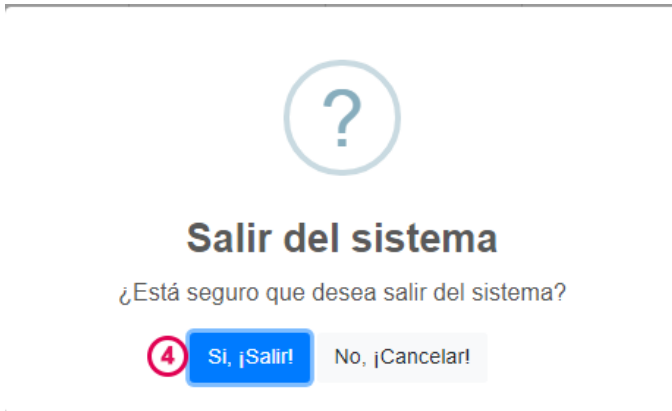 ?
Salir del sistema
¿Está seguro que desea salir del sistema?
4 Si, ¡Salir! No, ¡Cancelar!